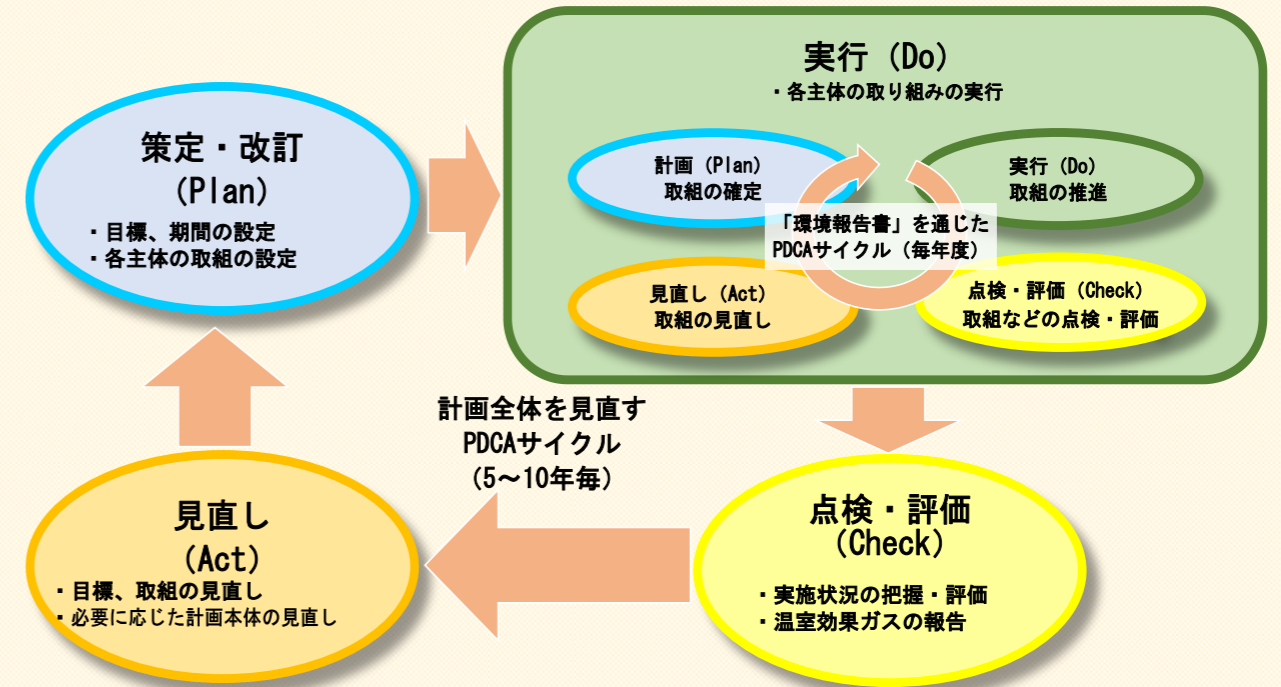 実行（Do）
・各主体の取り組みの実行
策定・改訂
（Plan）
・目標、期間の設定
・各主体の取組の設定
計画（Plan）
取組の確定
実行（Do）
取組の推進
「環境報告書」を通じた
PDCAサイクル（毎年度）
見直し（Act）
取組の見直し
点検・評価（Check）
取組などの点検・評価
計画全体を見直す
PDCAサイクル
（5～10年毎）
見直し
（Act）
・目標、取組の見直し
・必要に応じた計画本体の見直し
点検・評価
（Check）
・実施状況の把握・評価
・温室効果ガスの報告